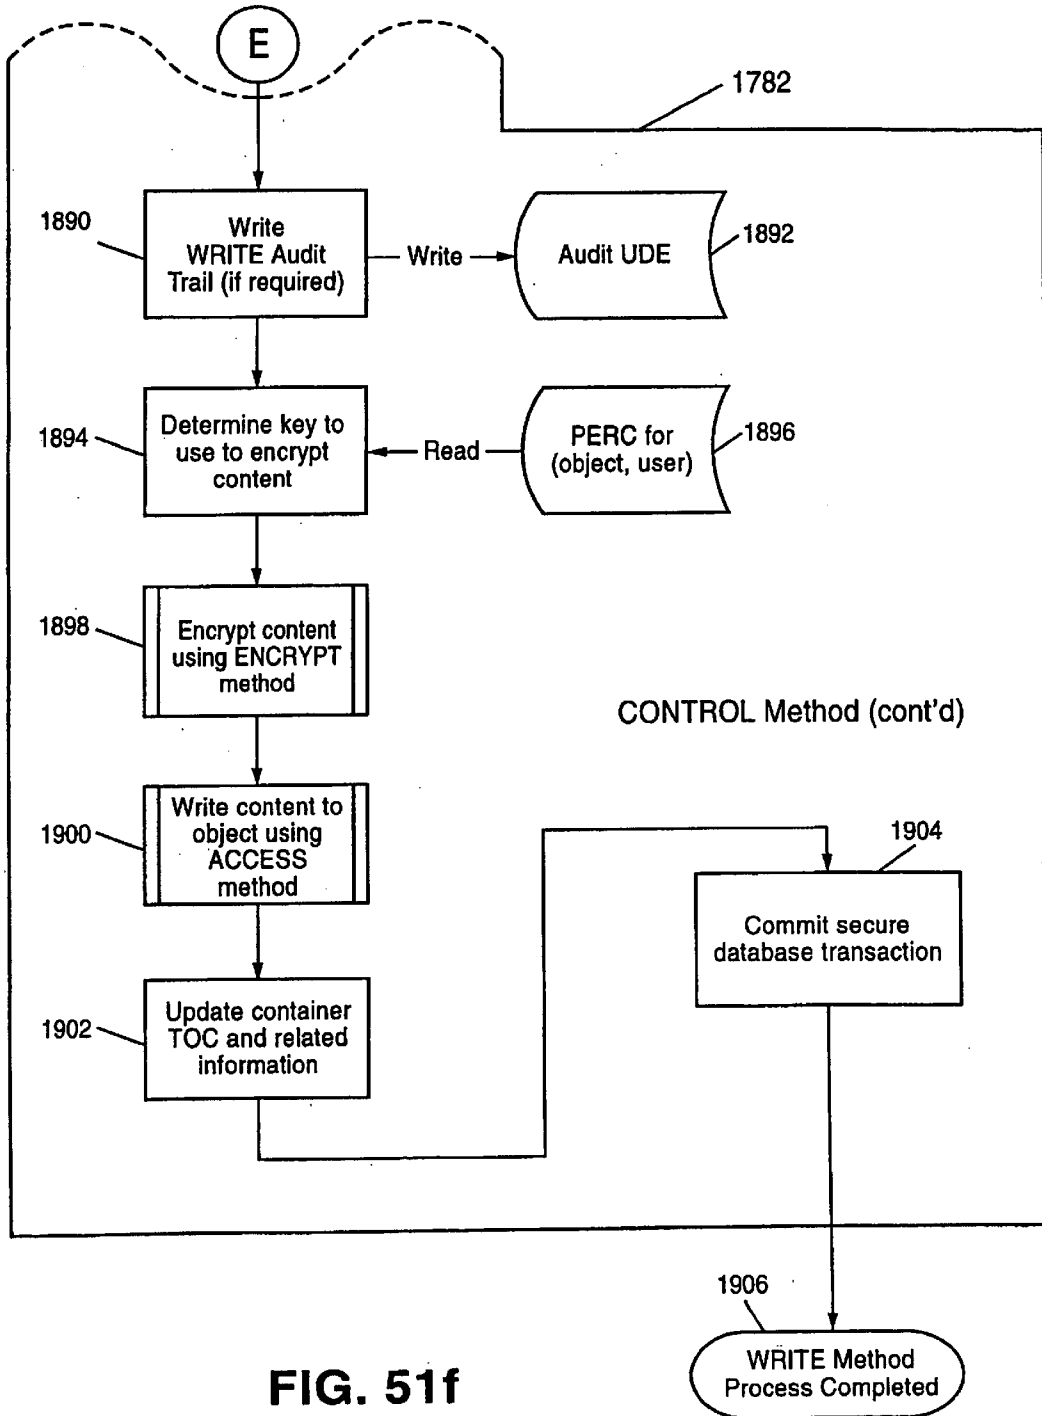 E
1782
1890
Write
WRITE Audit
Trail (if required)
Write
Audit UDE
1892
1894
Determine key to
use to encrypt
content
Read
PERC for
(object, user)
1896
1898
Encrypt content
using ENCRYPT
method
CONTROL Method (cont'd)
1900
Write content to
object using
ACCESS
method
1904
Commit secure
database transaction
1902
Update container
TOC and related
information
1906
WRITE Method
Process Completed
FIG. 51f